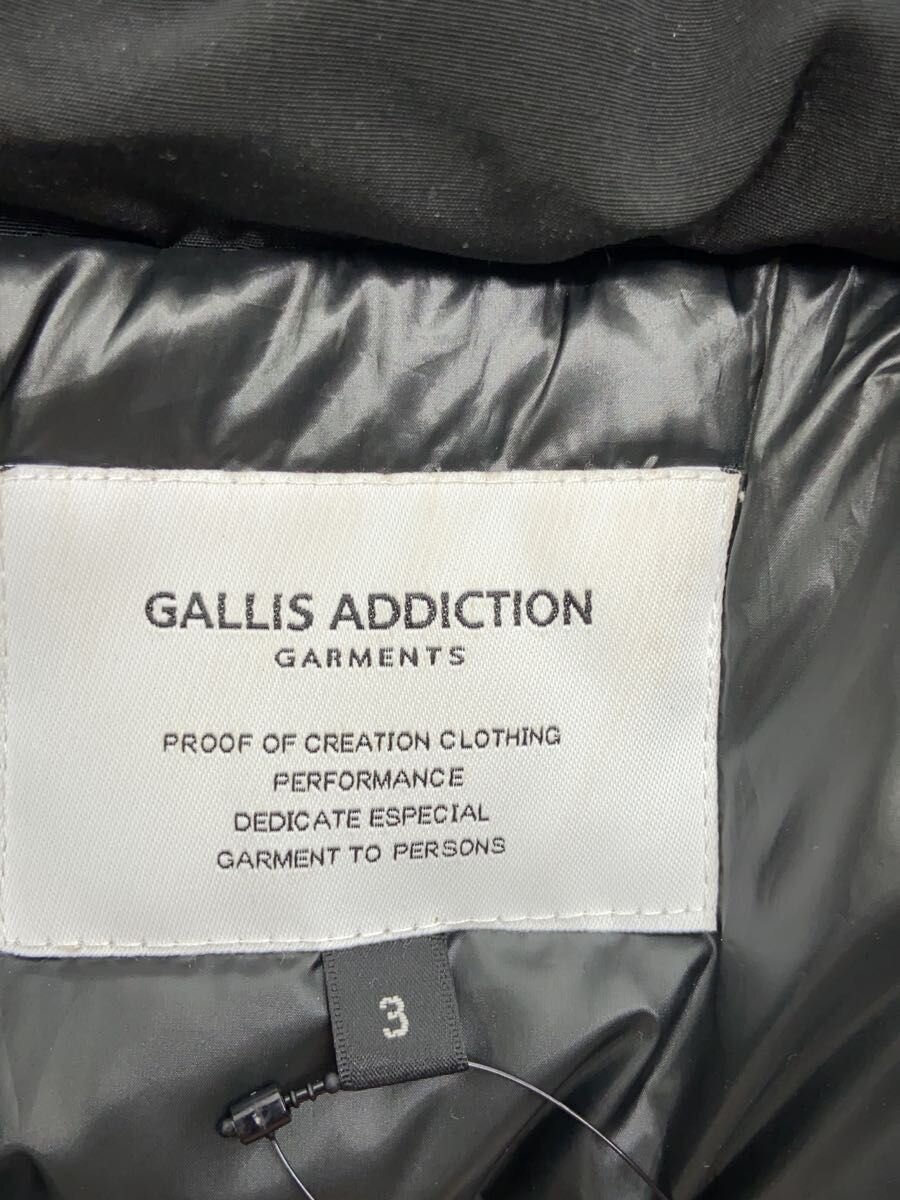 GALLIS ADDICTION
GARMENTS
PROOF OF CREATION CLOTHING
PERFORMANCE
DEDICATE ESPECIAL
GARMENT TO PERSONS
3